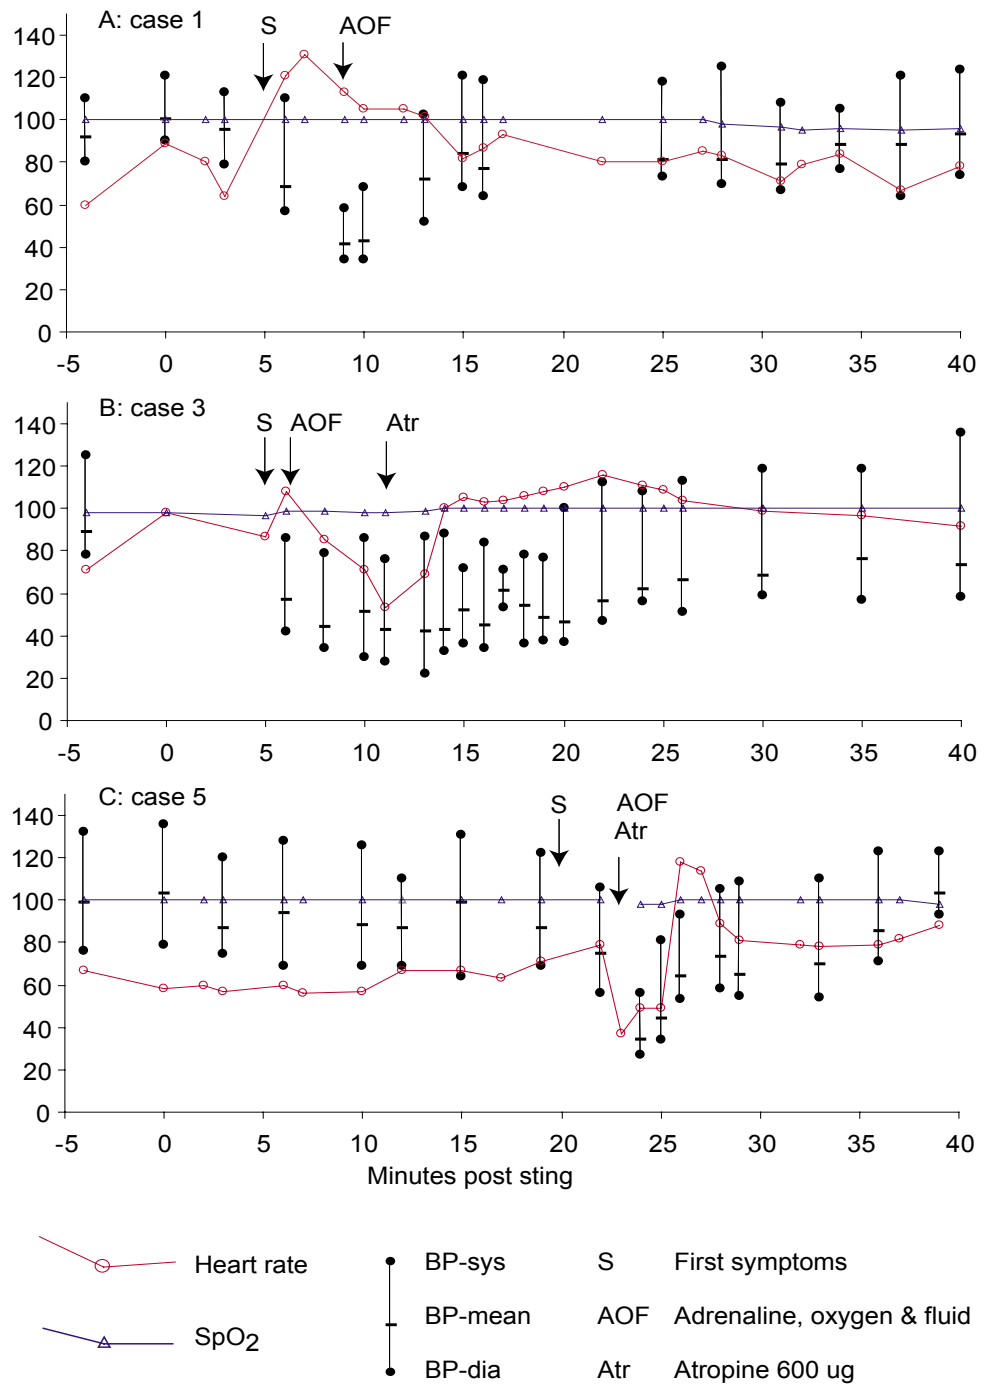 A: case 1
S AOF
140
120
100
80
60
40
20
0
-5 0 5 10 15 20 25 30 35 40
B: case 3
S AOF Atr
140
120
100
80
60
40
20
0
-5 0 5 10 15 20 25 30 35 40
C: case 5
S AOF
Atr
140
120
100
80
60
40
20
0
-5 0 5 10 15 20 25 30 35 40
Minutes post sting
Heart rate BP-sys S First symptoms
SpO2 BP-mean AOF Adrenaline, oxygen & fluid
BP-dia Atr Atropine 600 ug